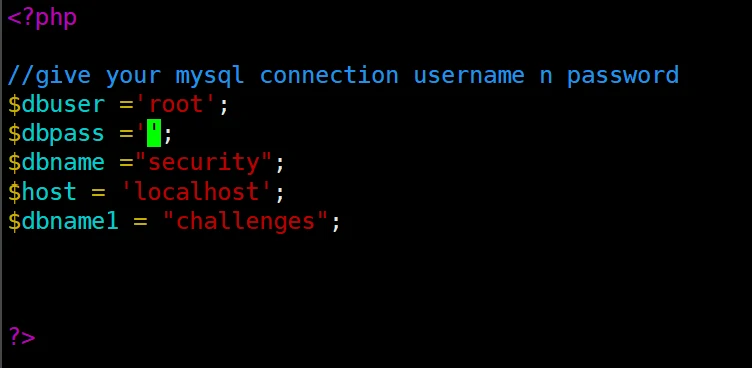 <?php
//give your mysql connection username n password
$dbuser ='root';
$dbpass ='';
$dbname ="security";
$host = 'localhost';
$dbname1 = "challenges";
?>